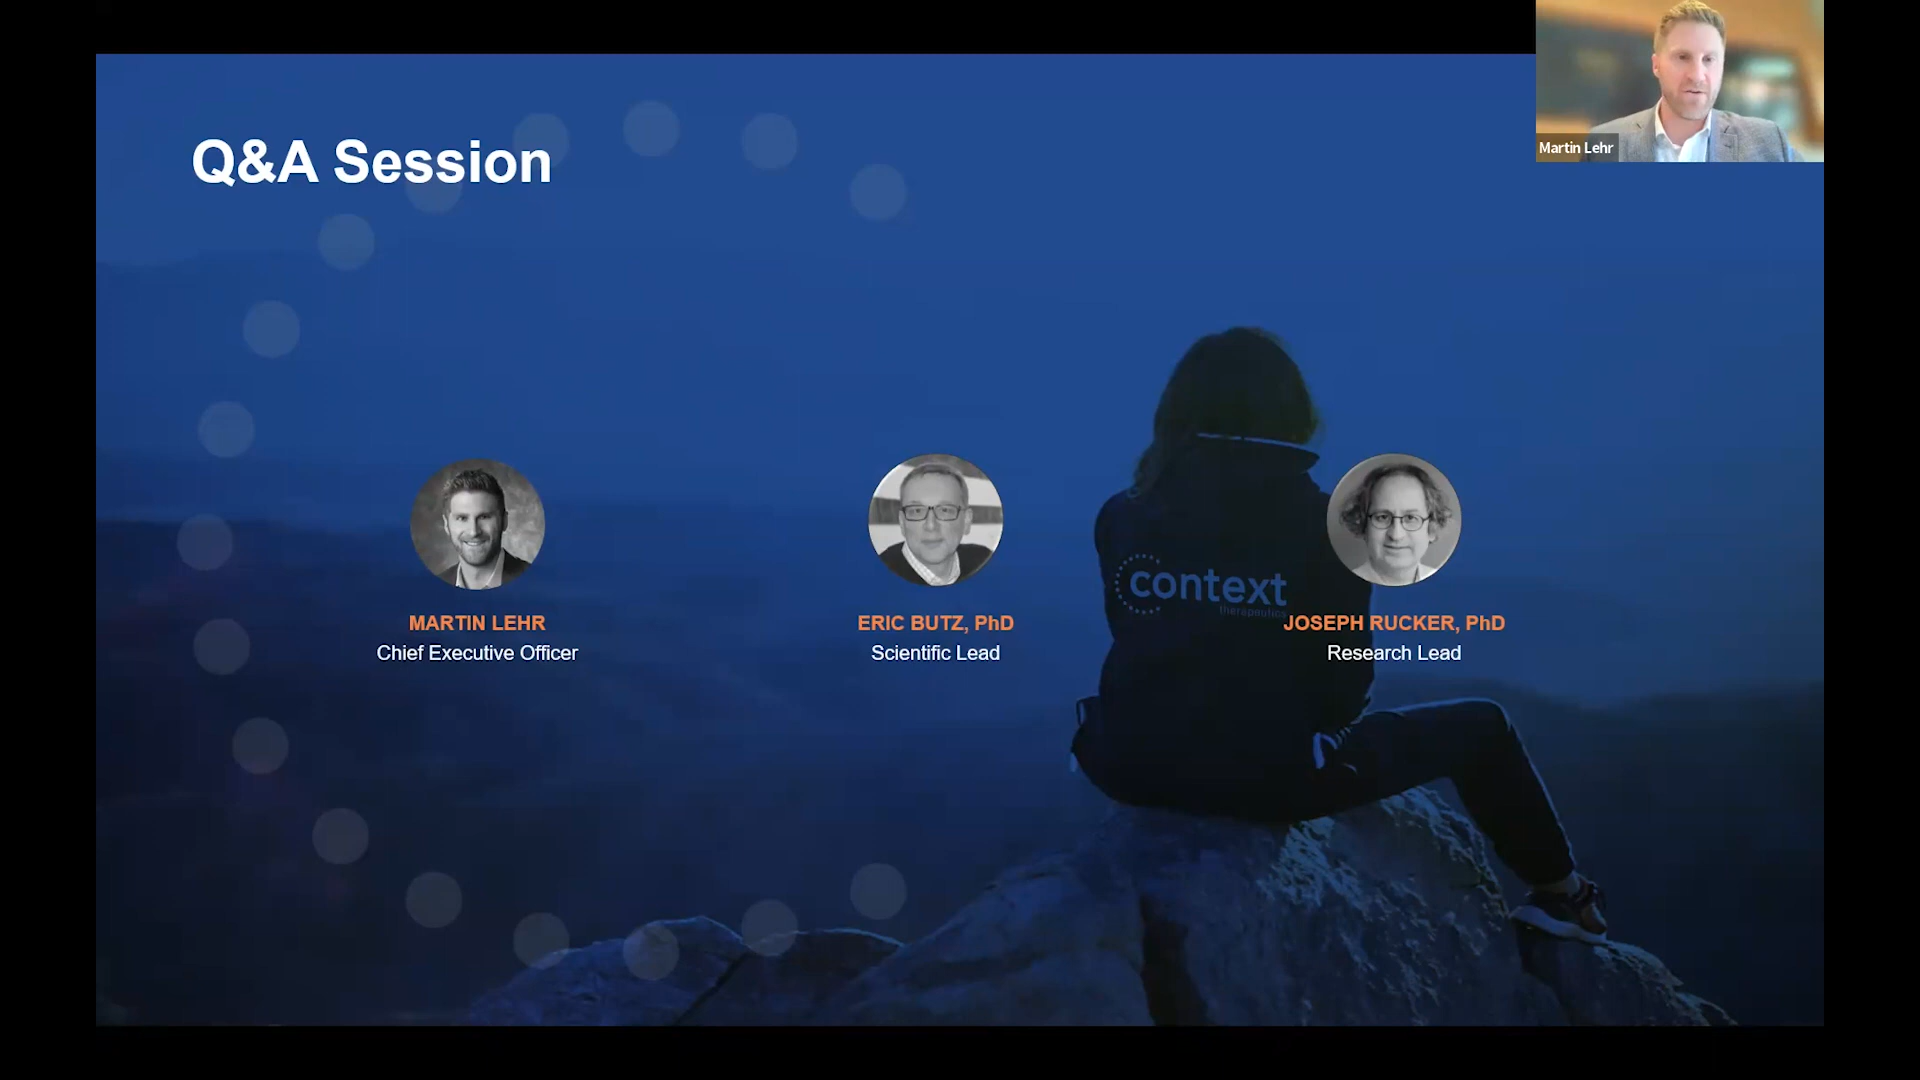 Q&A Session
Martin Lehr
context
therapeutics
MARTIN LEHR
Chief Executive Officer
ERIC BUTZ, PhD
Scientific Lead
JOSEPH RUCKER, PhD
Research Lead